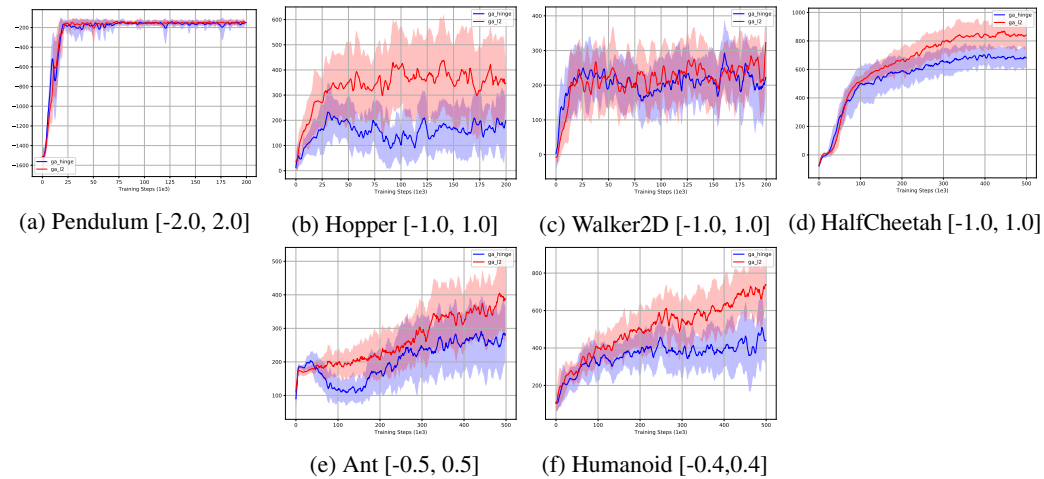 −200
−400
−600
−800
−1000
−1200
−1400
−1600
ga_hinge
ga_l2
0 25 50 75 100 125 150 175 200
Training Steps (1e3)
(a) Pendulum [-2.0, 2.0]
600
500
400
300
200
100
0
ga_hinge
ga_l2
0 25 50 75 100 125 150 175 200
Training Steps (1e3)
(b) Hopper [-1.0, 1.0]
400
300
200
100
0
ga_hinge
ga_l2
0 25 50 75 100 125 150 175 200
Training Steps (1e3)
(c) Walker2D [-1.0, 1.0]
1000
800
600
400
200
0
ga_hinge
ga_l2
0 100 200 300 400 500
Training Steps (1e3)
(d) HalfCheetah [-1.0, 1.0]
500
400
300
200
100
ga_hinge
ga_l2
0 100 200 300 400 500
Training Steps (1e3)
(e) Ant [-0.5, 0.5]
800
600
400
200
ga_hinge
ga_l2
0 100 200 300 400 500
Training Steps (1e3)
(f) Humanoid [-0.4,0.4]